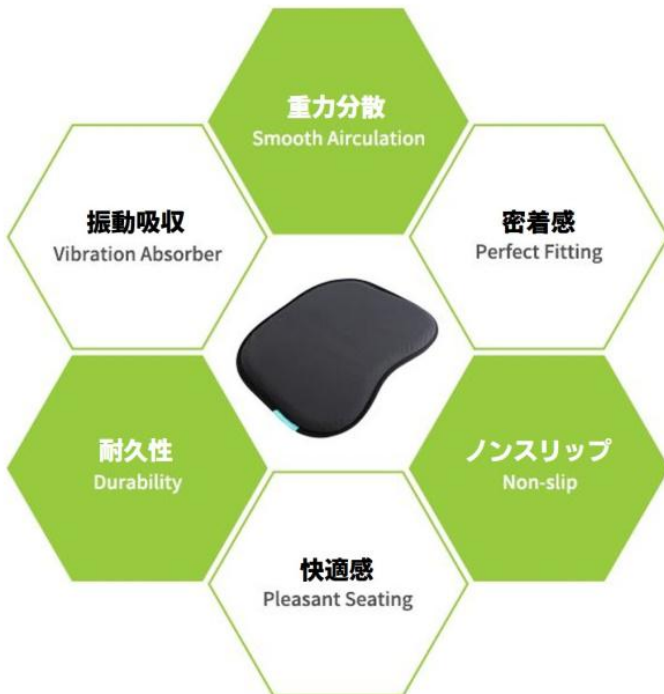 重力分散
Smooth Airculation
振動吸収
Vibration Absorber
密着感
Perfect Fitting
耐久性
Durability
ノンスリップ
Non-slip
快適感
Pleasant Seating